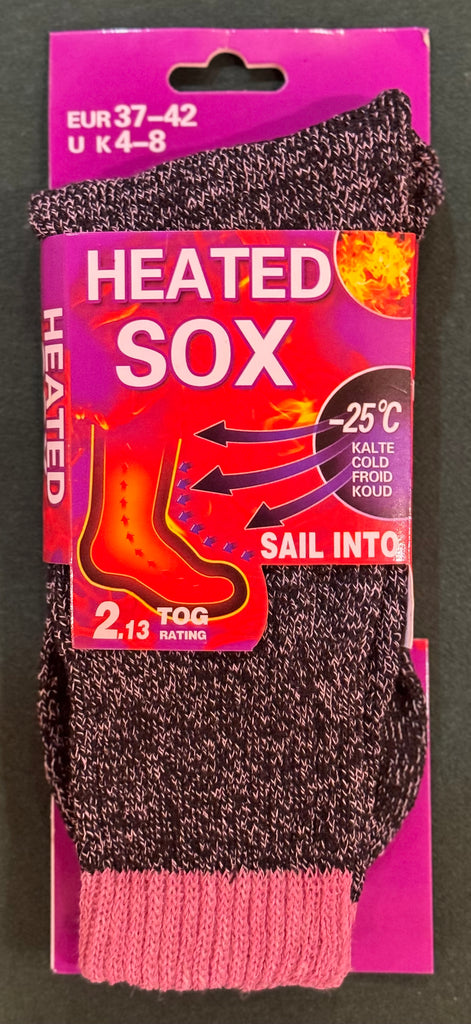 EUR 37-42
U K 4-8
HEATED
SOX
HEATED
-25°C
KALTE
COLD
FROID
KOUD
SAIL INTO
2.13 TOG
RATING